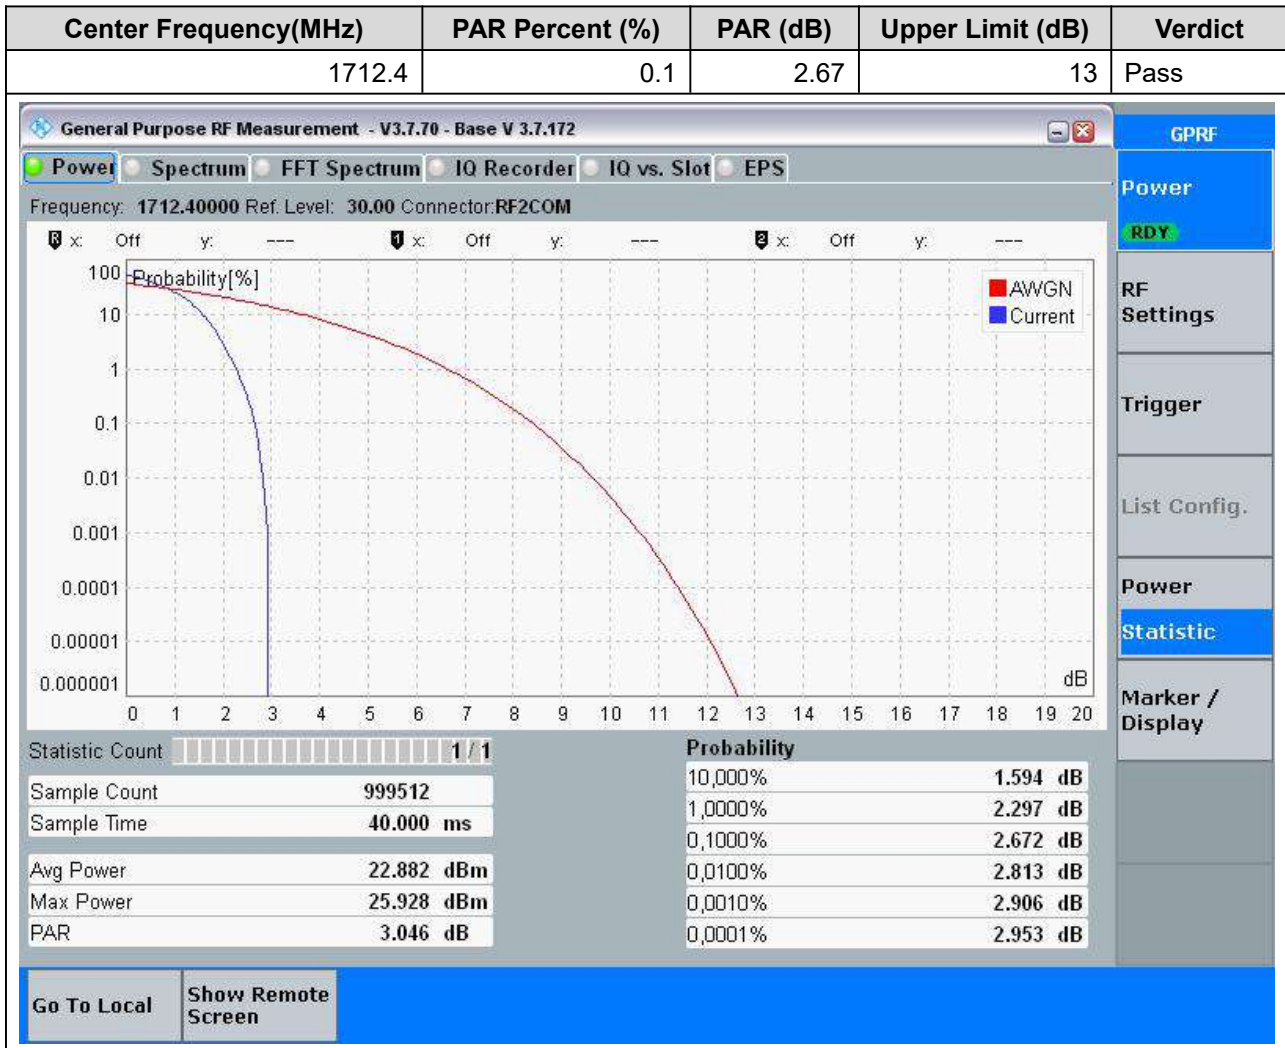 Center Frequency(MHz) PAR Percent (%) PAR (dB) Upper Limit (dB) Verdict
1712.4 0.1 2.67 13 Pass
General Purpose RF Measurement - V3.7.70 - Base V 3.7.172
GPRF
Power Spectrum FFT Spectrum IQ Recorder IQ vs. Slot EPS
Frequency: 1712.40000 Ref. Level: 30.00 Connector:RF2COM
R x: Off y: --- 1 x: Off y: --- 2 x: Off y: ---
Probability[%]
100
10
1
0.1
0.01
0.001
0.0001
0.00001
0.000001
AWGN
Current
dB
0 1 2 3 4 5 6 7 8 9 10 11 12 13 14 15 16 17 18 19 20
Statistic Count 1 / 1
Sample Count 999512
Sample Time 40.000 ms
Avg Power 22.882 dBm
Max Power 25.928 dBm
PAR 3.046 dB
Probability
10,000% 1.594 dB
1,0000% 2.297 dB
0,1000% 2.672 dB
0,0100% 2.813 dB
0,0010% 2.906 dB
0,0001% 2.953 dB
Power
RDY
RF
Settings
Trigger
List Config.
Power
Statistic
Marker /
Display
Go To Local
Show Remote
Screen